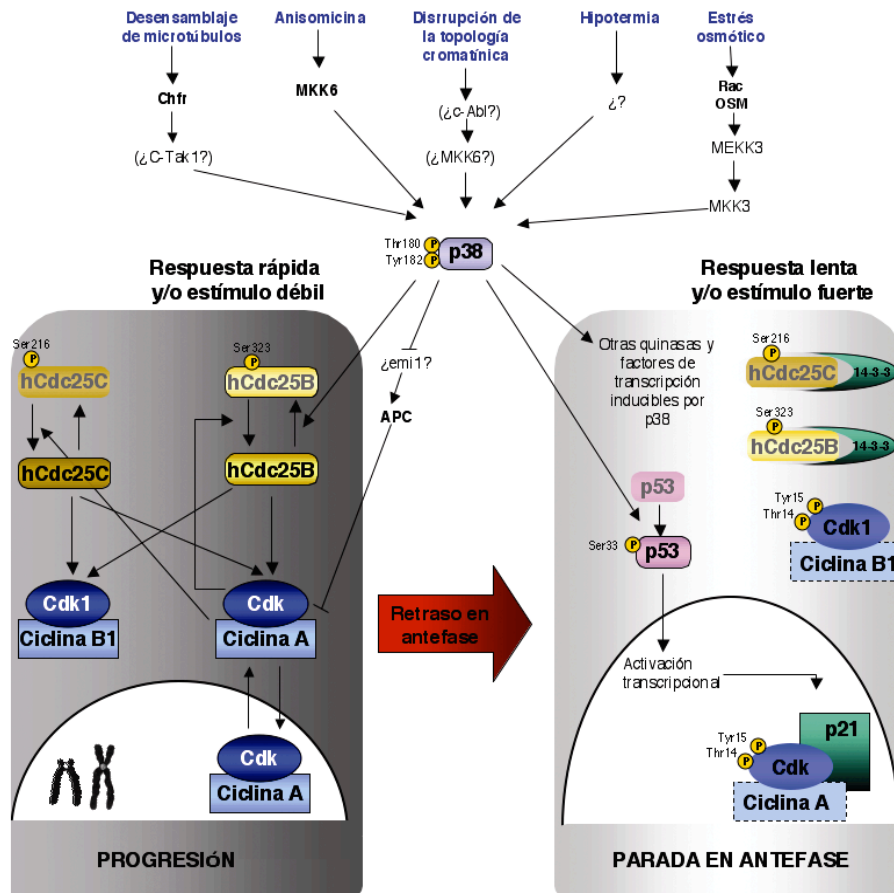 Desensamblaje
de microtúbulos
Anisomicina
Disrrupción de
la topología
cromatínica
Hipotermia
Estrés
osmótico
Chfr
MKK6
(¿c-Abl?)
¿?
Rac
OSM
(¿C-Tak1?)
(¿MKK6?)
MEKK3
MKK3
Thr180
Tyr182
P
P
p38
Respuesta rápida
y/o estímulo débil
Respuesta lenta
y/o estímulo fuerte
Ser216
P
hCdc25C
Ser323
P
hCdc25B
¿emi1?
APC
hCdc25C
hCdc25B
Cdk1
Ciclina B1
Cdk
Ciclina A
Cdk
Ciclina A
PROGRESIÓN
Retraso en
antefase
Otras quinasas y
factores de
transcripción
inducibles por
p38
Ser216
P
hCdc25C
14-3-3
Ser323
P
hCdc25B
14-3-3
p53
Ser33
P
p53
Tyr15
Thr14
P
P
Cdk1
Ciclina B1
Activación
transcripcional
p21
Tyr15
Thr14
P
P
Cdk
Ciclina A
PARADA EN ANTEFASE